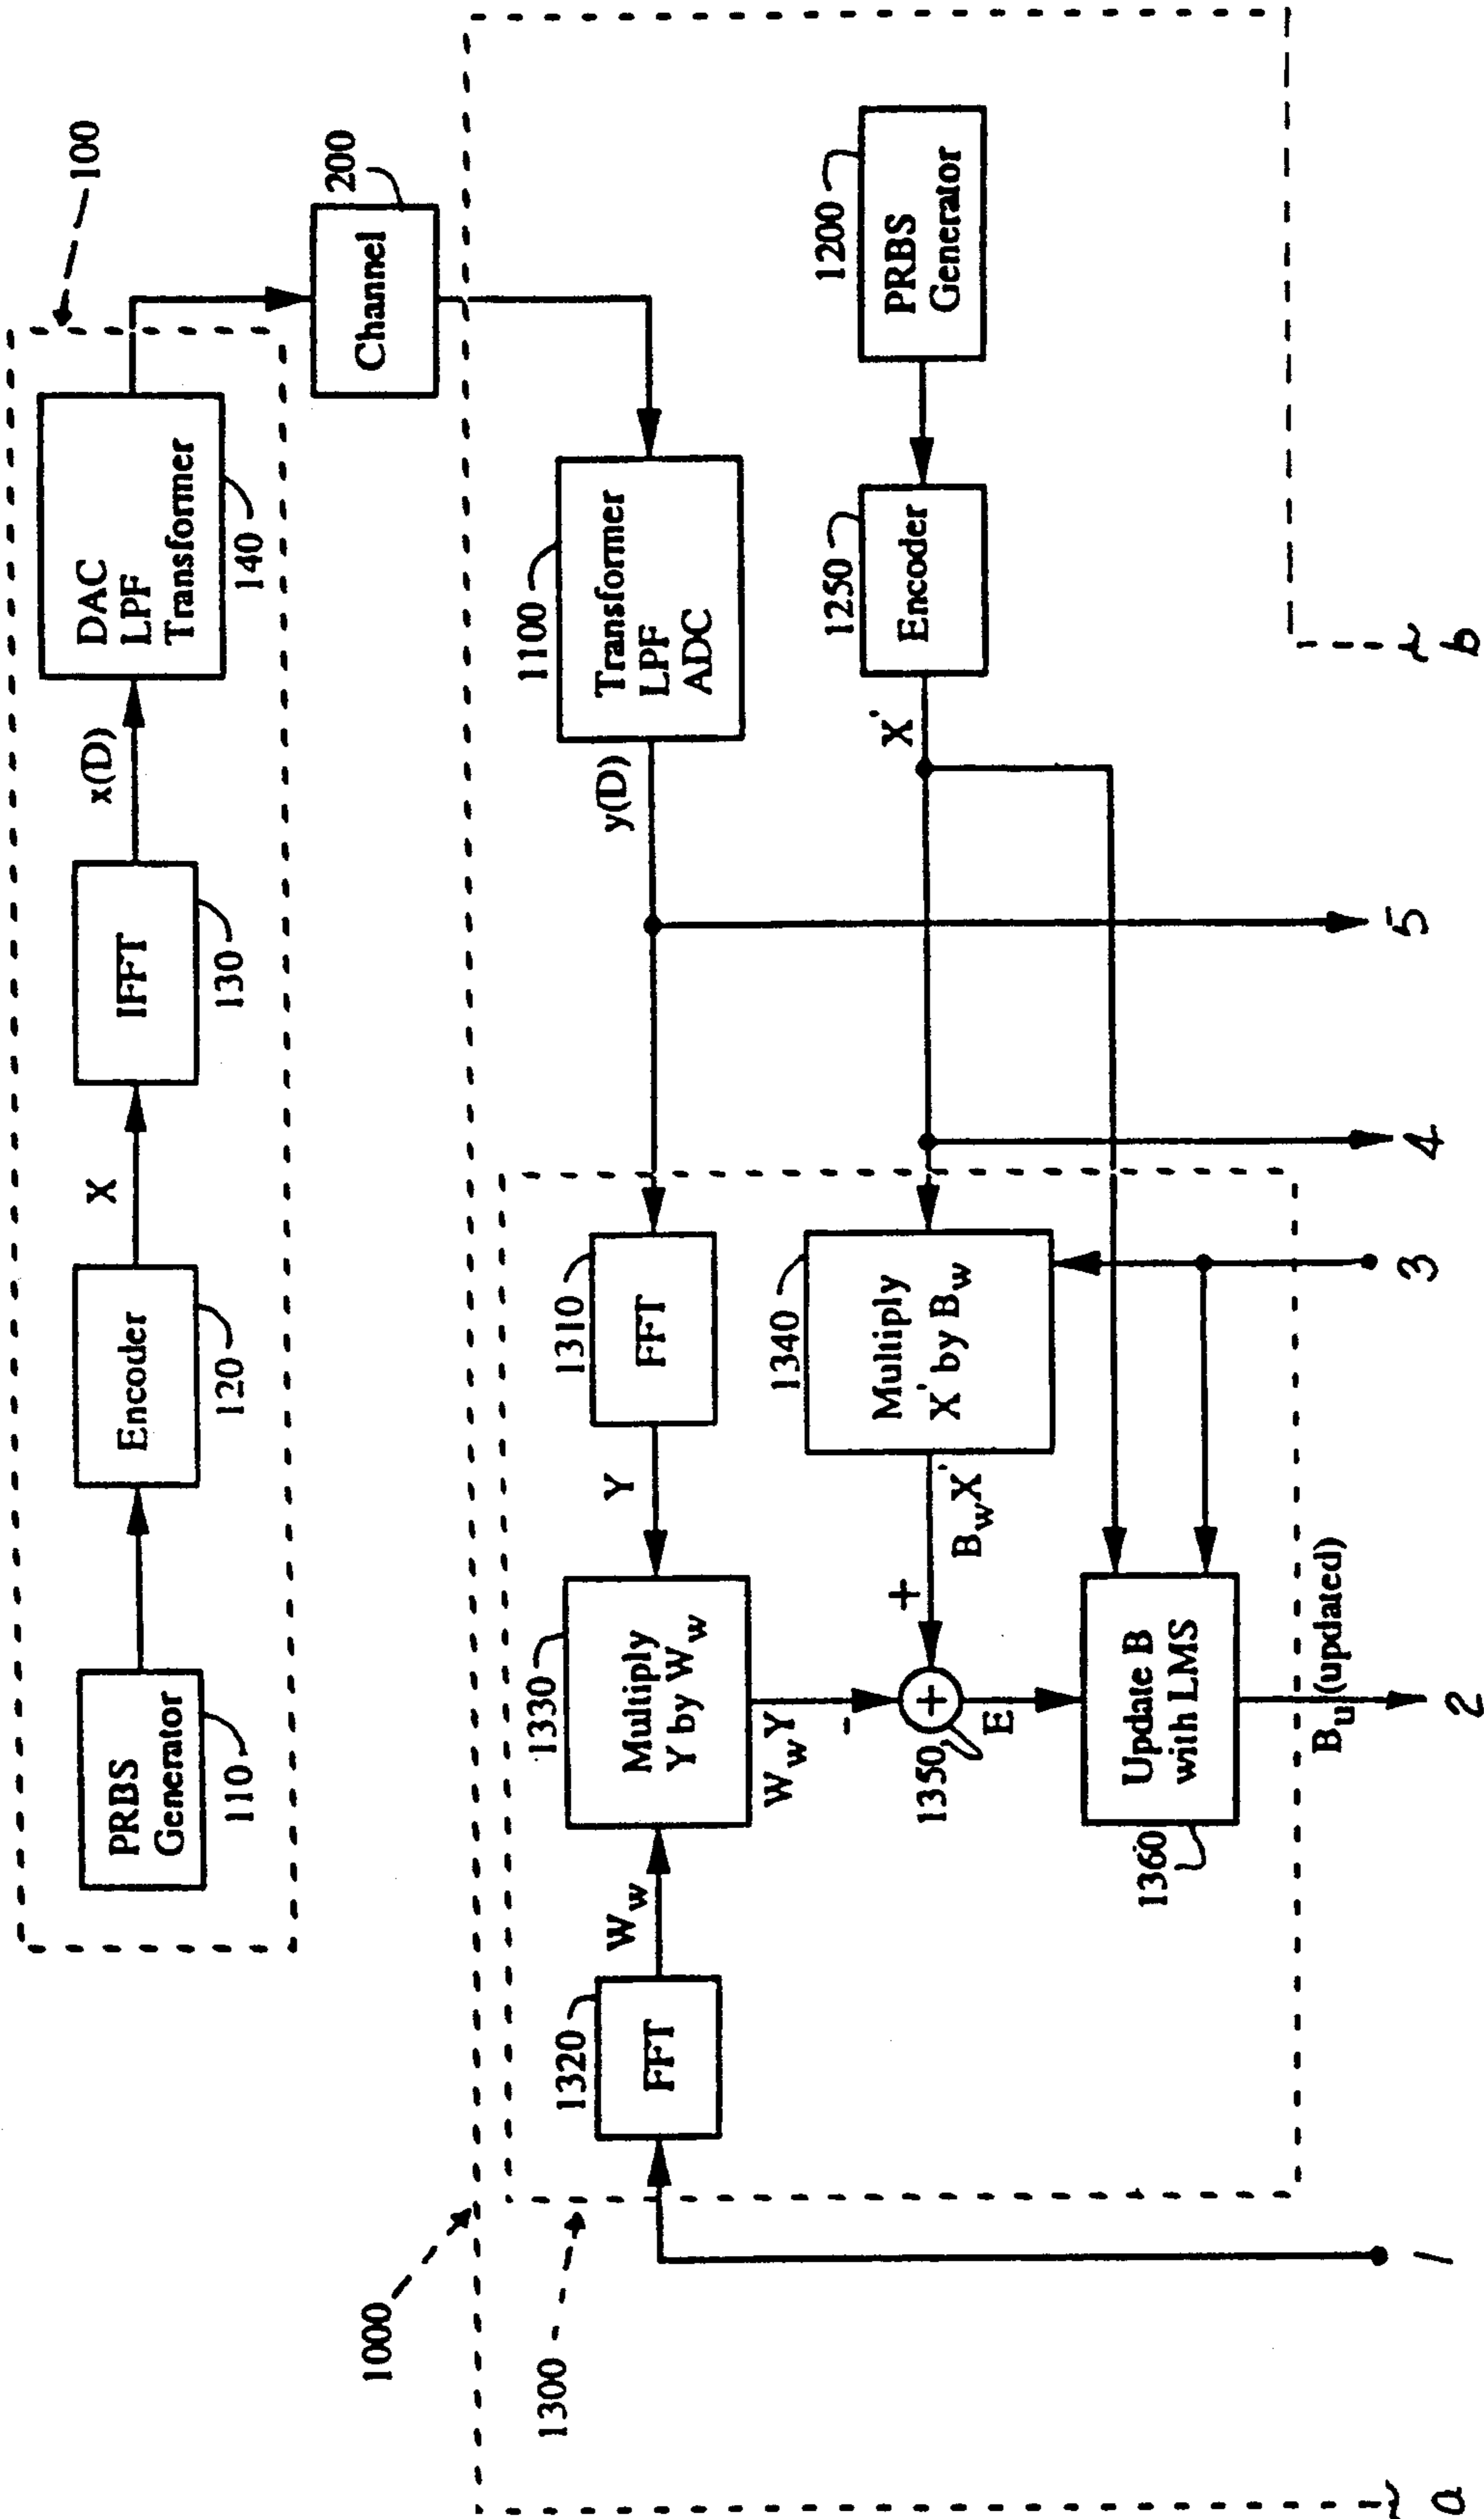 100
PRBS
Generator
110
Encoder
120
X
IFFT
130
x(D)
DAC
LPF
Transformer
140
Channel
200
1000
1300
FFT
1320
W_w
Multiply
Y by W_w
1330
Y
FFT
1310
y(D)
Transformer
LPF
ADC
1100
W_wY
-
+
1350
+
E
B_wX'
Multiply
X' by B_w
1340
X'
Encoder
1250
PRBS
Generator
1200
Update B
with LMS
1360
B_u(updated)
a
1
2
3
4
5
b